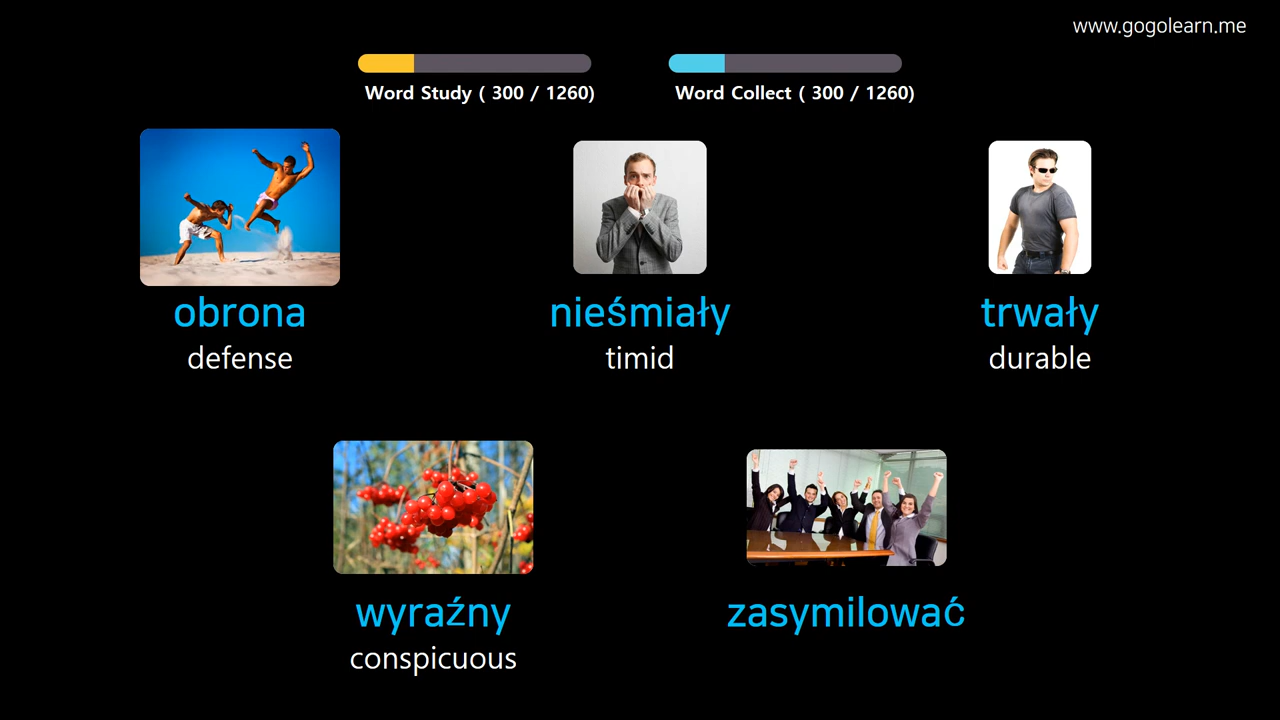 www.gogolearn.me
Word Study ( 300 / 1260)
Word Collect ( 300 / 1260)
obrona
defense
nieśmiały
timid
trwały
durable
wyraźny
conspicuous
zasymilować